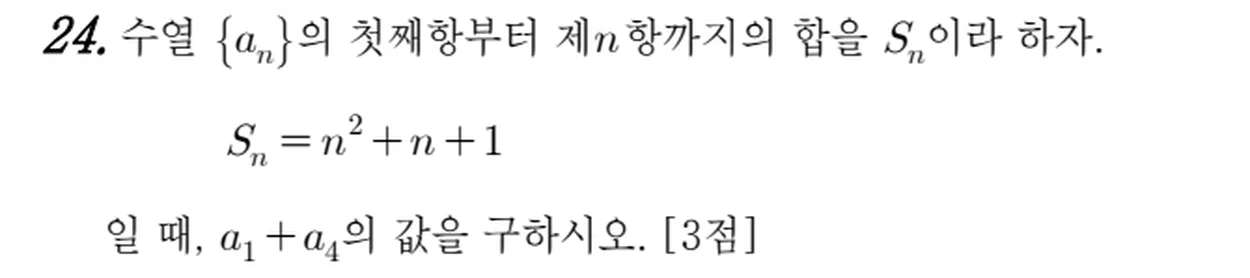 24. 수열 {aₙ}의 첫째항부터 제n항까지의 합을 Sₙ이라 하자.
Sₙ = n² + n + 1
일 때, a₁ + a₄의 값을 구하시오. [3점]